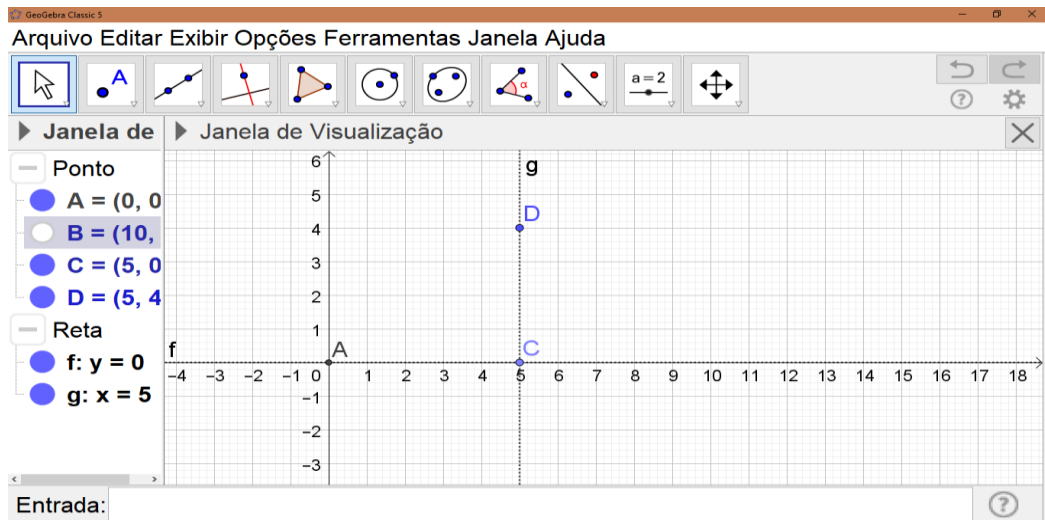 GeoGebra Classic 5
Arquivo Editar Exibir Opções Ferramentas Janela Ajuda
A
α
a = 2
Janela de
Janela de Visualização
Ponto
A = (0, 0
B = (10,
C = (5, 0
D = (5, 4
Reta
f: y = 0
g: x = 5
6
g
5
D
4
3
2
1
f
A
C
−4 −3 −2 −1 0 1 2 3 4 5 6 7 8 9 10 11 12 13 14 15 16 17 18
−1
−2
−3
Entrada: